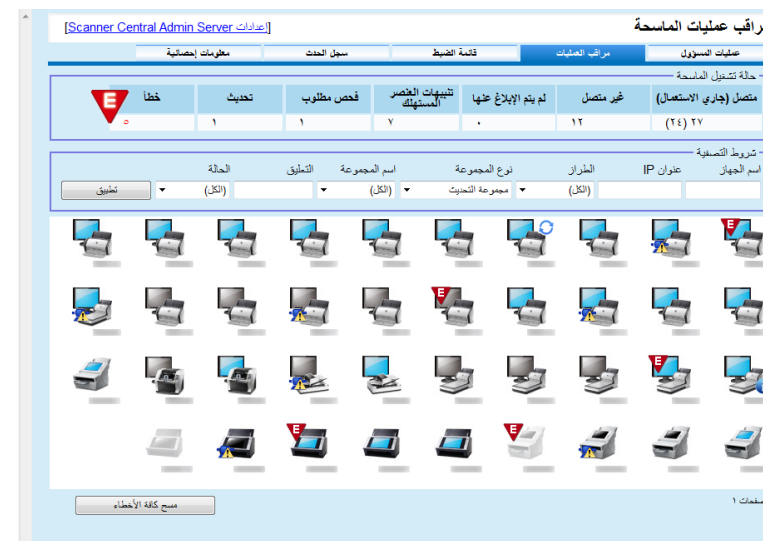 راقب عمليات الماسحة
[إعدادات Scanner Central Admin Server]
عمليات المسؤول
مراقب العمليات
قائمة الضبط
سجل الحدث
معلومات إحصائية
حالة تشغيل الماسحة
متصل (جاري الاستعمال) غير متصل لم يتم الإبلاغ عنها تنبيهات العنصر المستهلك فحص مطلوب تحديث خطأ E
٢٧ (٢٤) ١٢ ٠ ٧ ١ ١ ٥
شروط التصفية
اسم الجهاز عنوان IP الطراز نوع المجموعة اسم المجموعة التعليق الحالة
(الكل) مجموعة التحديث (الكل) (الكل) تطبيق
E
E
E
E
E
صفحات ١
مسح كافة الأخطاء